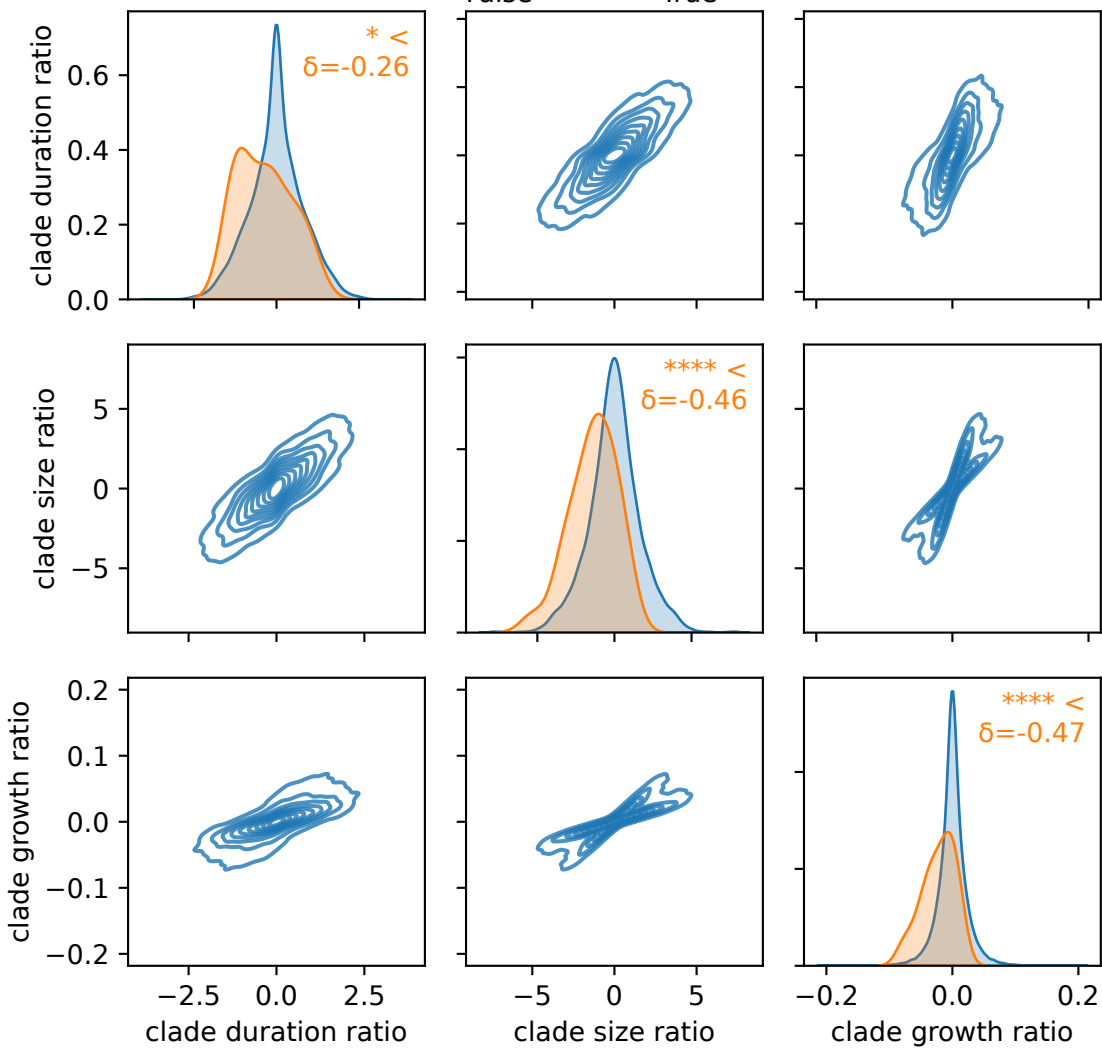 True
clade duration ratio
0.6
0.4
0.2
0.0
* <
δ=-0.26
clade size ratio
5
0
−5
**** <
δ=-0.46
clade growth ratio
0.2
0.1
0.0
−0.1
−0.2
**** <
δ=-0.47
−2.5 0.0 2.5
−5 0 5
−0.2 0.0 0.2
clade duration ratio
clade size ratio
clade growth ratio